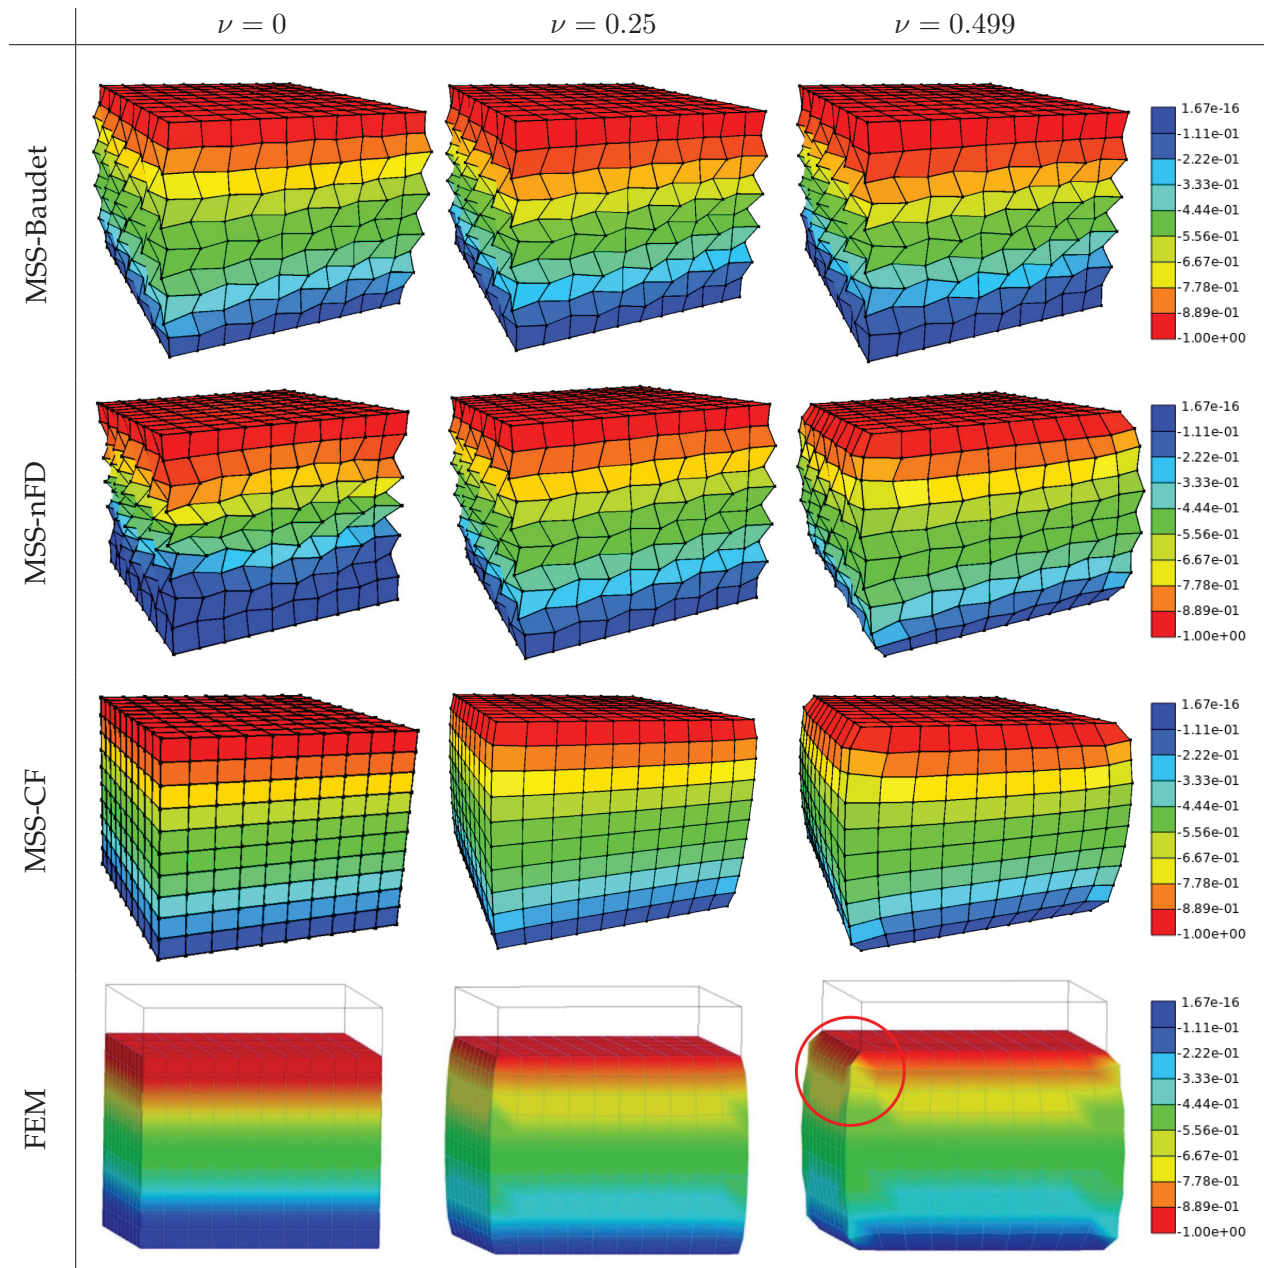 ν = 0 ν = 0.25 ν = 0.499
MSS-Baudet
1.67e-16
-1.11e-01
-2.22e-01
-3.33e-01
-4.44e-01
-5.56e-01
-6.67e-01
-7.78e-01
-8.89e-01
-1.00e+00
MSS-nFD
1.67e-16
-1.11e-01
-2.22e-01
-3.33e-01
-4.44e-01
-5.56e-01
-6.67e-01
-7.78e-01
-8.89e-01
-1.00e+00
MSS-CF
1.67e-16
-1.11e-01
-2.22e-01
-3.33e-01
-4.44e-01
-5.56e-01
-6.67e-01
-7.78e-01
-8.89e-01
-1.00e+00
FEM
1.67e-16
-1.11e-01
-2.22e-01
-3.33e-01
-4.44e-01
-5.56e-01
-6.67e-01
-7.78e-01
-8.89e-01
-1.00e+00